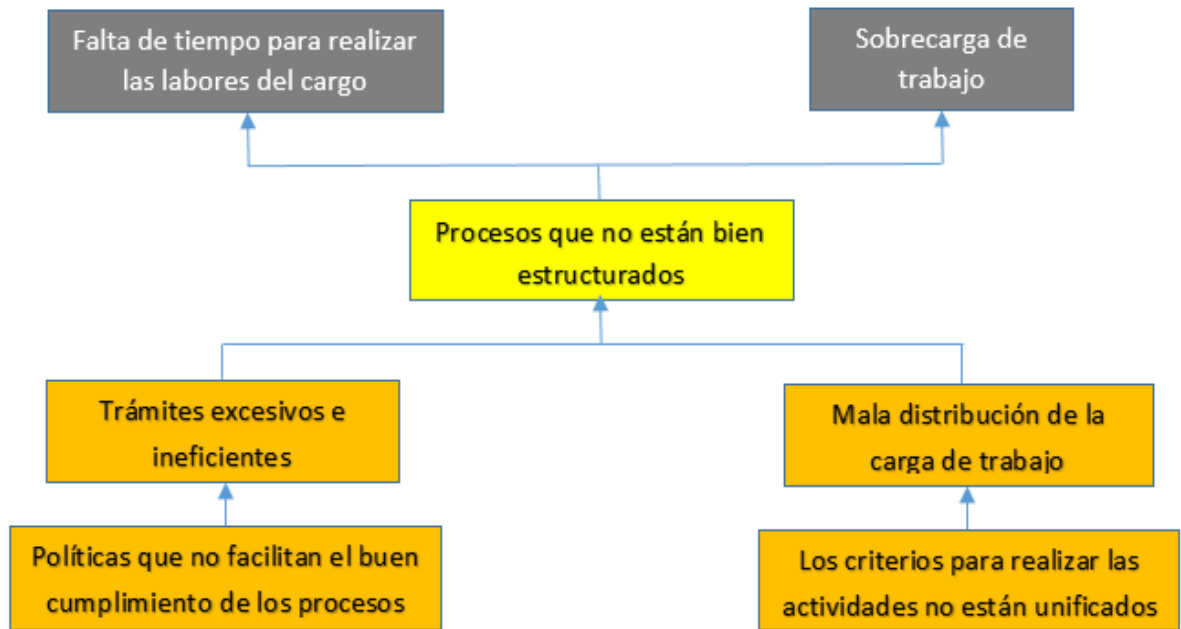 Falta de tiempo para realizar
las labores del cargo
Sobrecarga de
trabajo
Procesos que no están bien
estructurados
Trámites excesivos e
ineficientes
Mala distribución de la
carga de trabajo
Políticas que no facilitan el buen
cumplimiento de los procesos
Los criterios para realizar las
actividades no están unificados